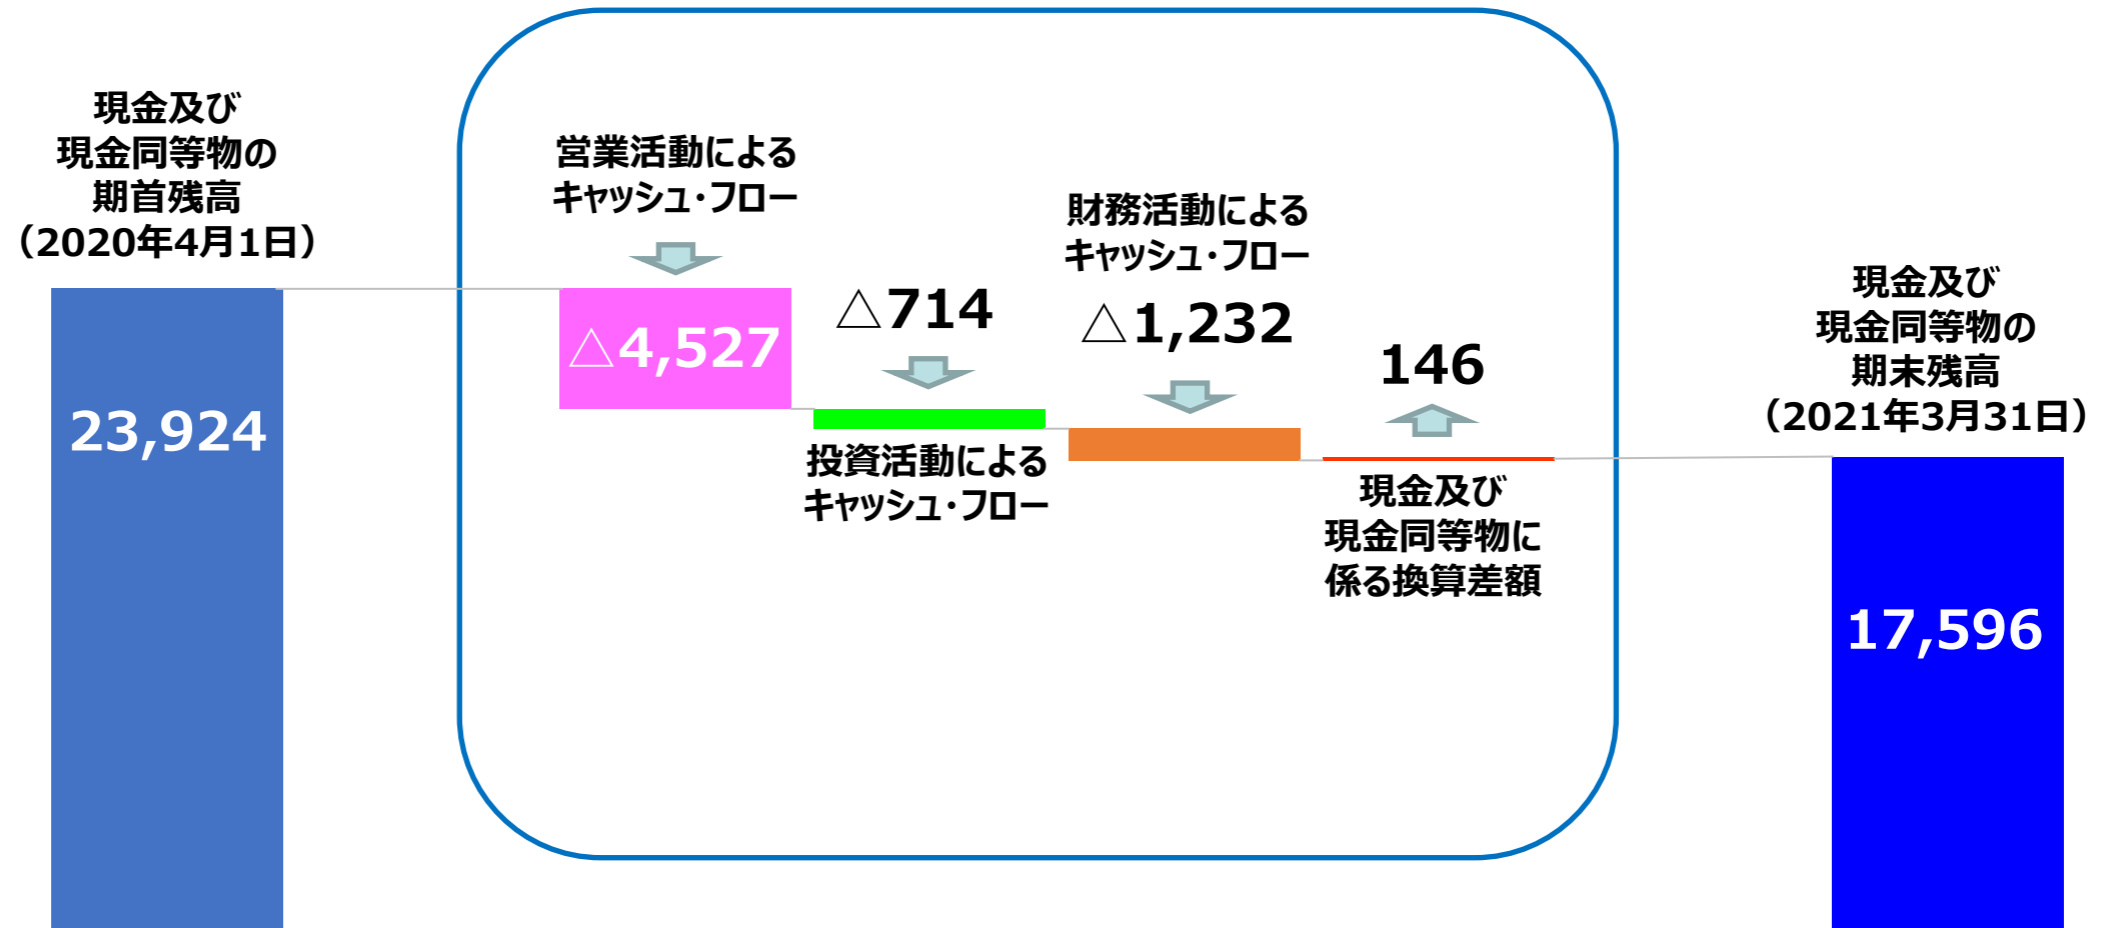 現金及び
現金同等物の
期首残高
（2020年4月1日）
23,924
営業活動による
キャッシュ・フロー
△4,527
△714
投資活動による
キャッシュ・フロー
財務活動による
キャッシュ・フロー
△1,232
146
現金及び
現金同等物に
係る換算差額
現金及び
現金同等物の
期末残高
（2021年3月31日）
17,596